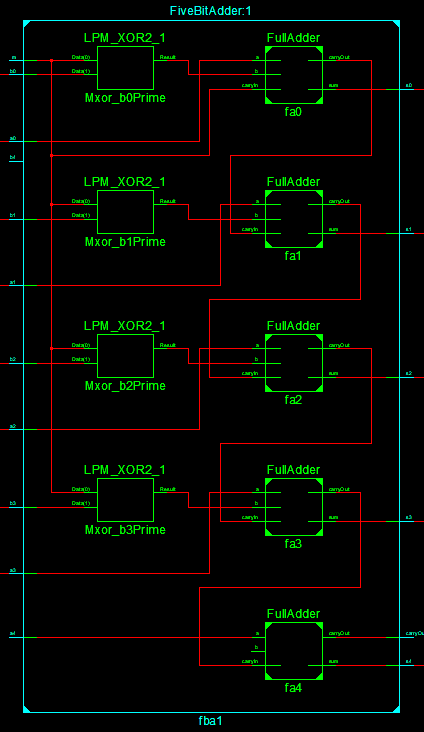 FiveBitAdder:1
LPM_XOR2_1
FullAdder
m
Data(0)
Result
a
carryOut
b0
Data(1)
b
carryIn
sum
s0
Mxor_b0Prime
fa0
a0
b4
LPM_XOR2_1
FullAdder
Data(0)
Result
a
carryOut
b1
Data(1)
b
carryIn
sum
s1
Mxor_b1Prime
fa1
a1
LPM_XOR2_1
FullAdder
Data(0)
Result
a
carryOut
b2
Data(1)
b
carryIn
sum
s2
Mxor_b2Prime
fa2
a2
LPM_XOR2_1
FullAdder
Data(0)
Result
a
carryOut
b3
Data(1)
b
carryIn
sum
s3
Mxor_b3Prime
fa3
a3
FullAdder
a4
a
carryOut
carryOu
b
carryIn
sum
s4
fa4
fba1